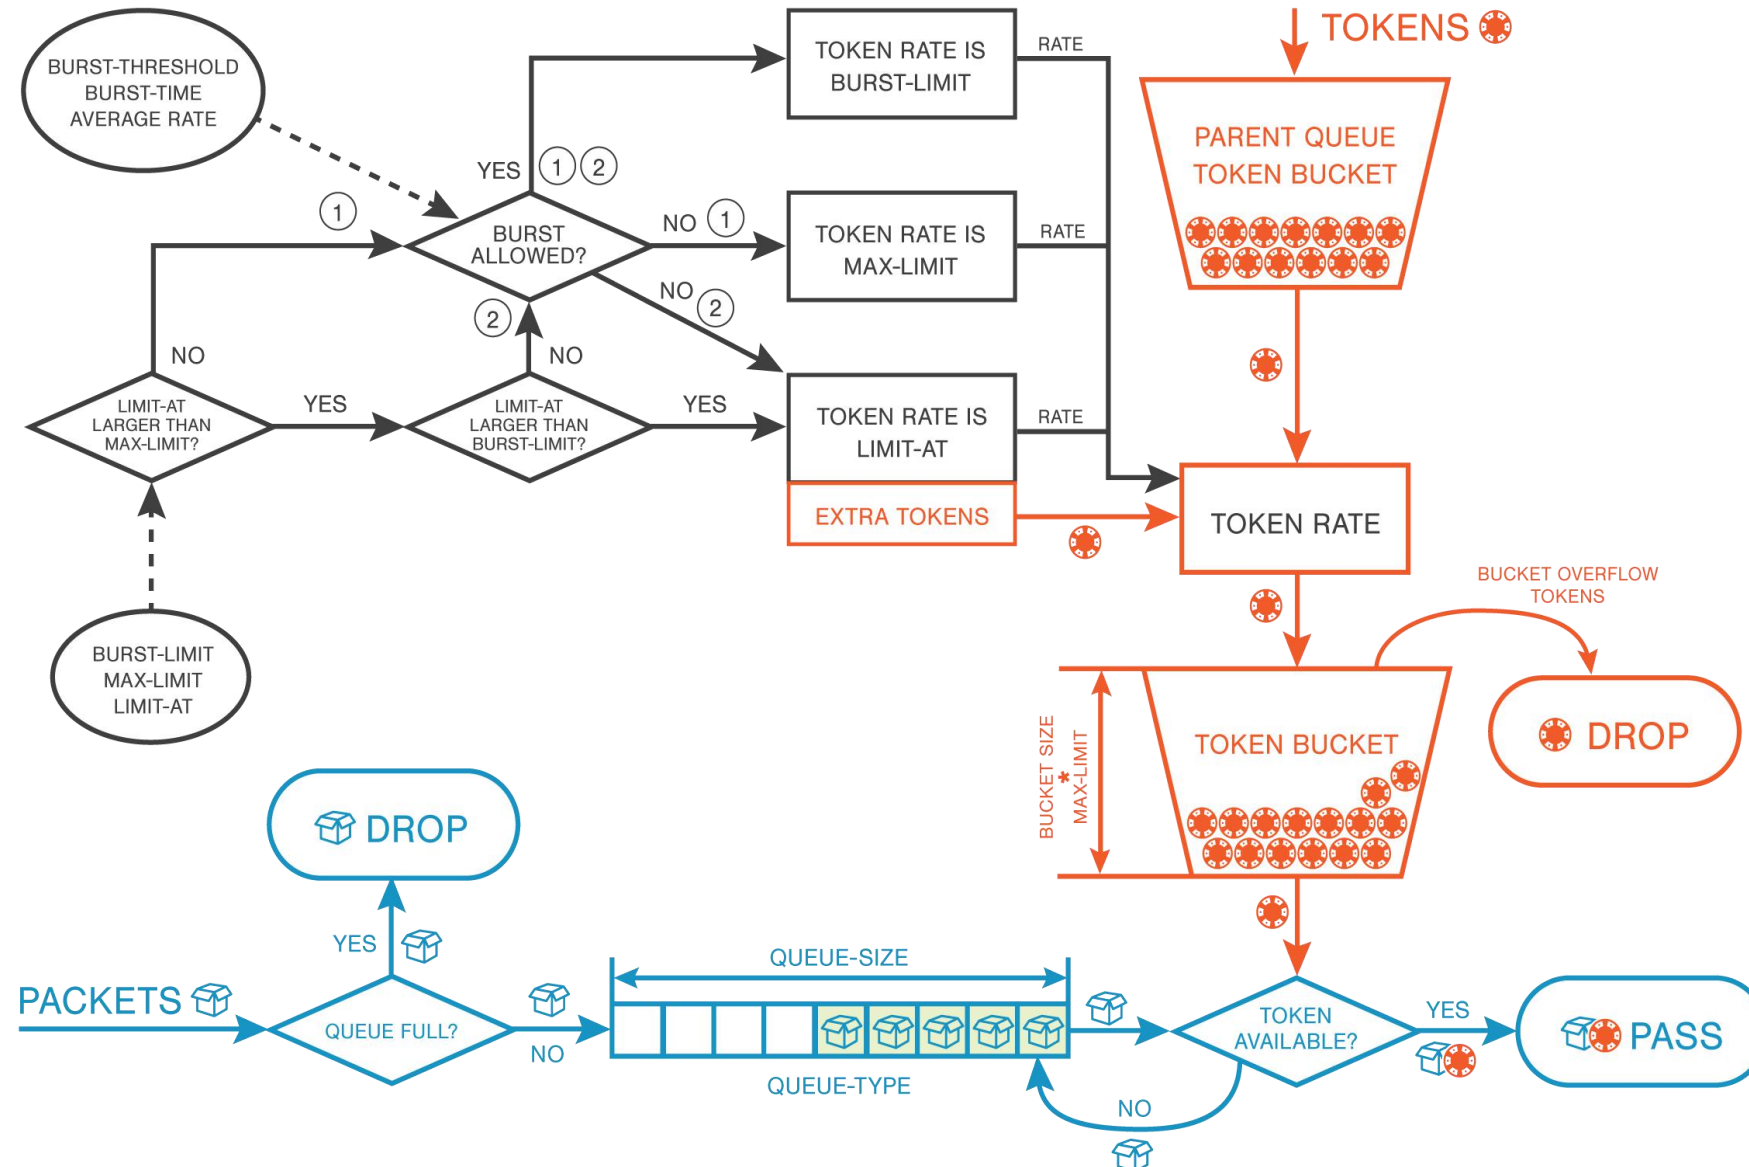 BURST-THRESHOLD
BURST-TIME
AVERAGE RATE
TOKEN RATE IS
BURST-LIMIT
RATE
TOKENS
PARENT QUEUE
TOKEN BUCKET
YES
1
2
1
BURST
ALLOWED?
NO
1
TOKEN RATE IS
MAX-LIMIT
RATE
NO
2
2
NO
NO
LIMIT-AT
LARGER THAN
MAX-LIMIT?
YES
LIMIT-AT
LARGER THAN
BURST-LIMIT?
YES
TOKEN RATE IS
LIMIT-AT
RATE
EXTRA TOKENS
TOKEN RATE
BURST-LIMIT
MAX-LIMIT
LIMIT-AT
BUCKET OVERFLOW
TOKENS
DROP
BUCKET SIZE
*
MAX-LIMIT
TOKEN BUCKET
DROP
YES
PACKETS
QUEUE FULL?
NO
QUEUE-SIZE
QUEUE-TYPE
TOKEN
AVAILABLE?
YES
PASS
NO